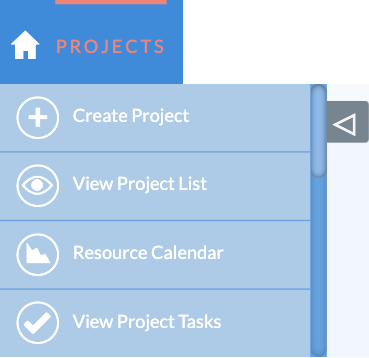 PROJECTS
Create Project
View Project List
Resource Calendar
View Project Tasks